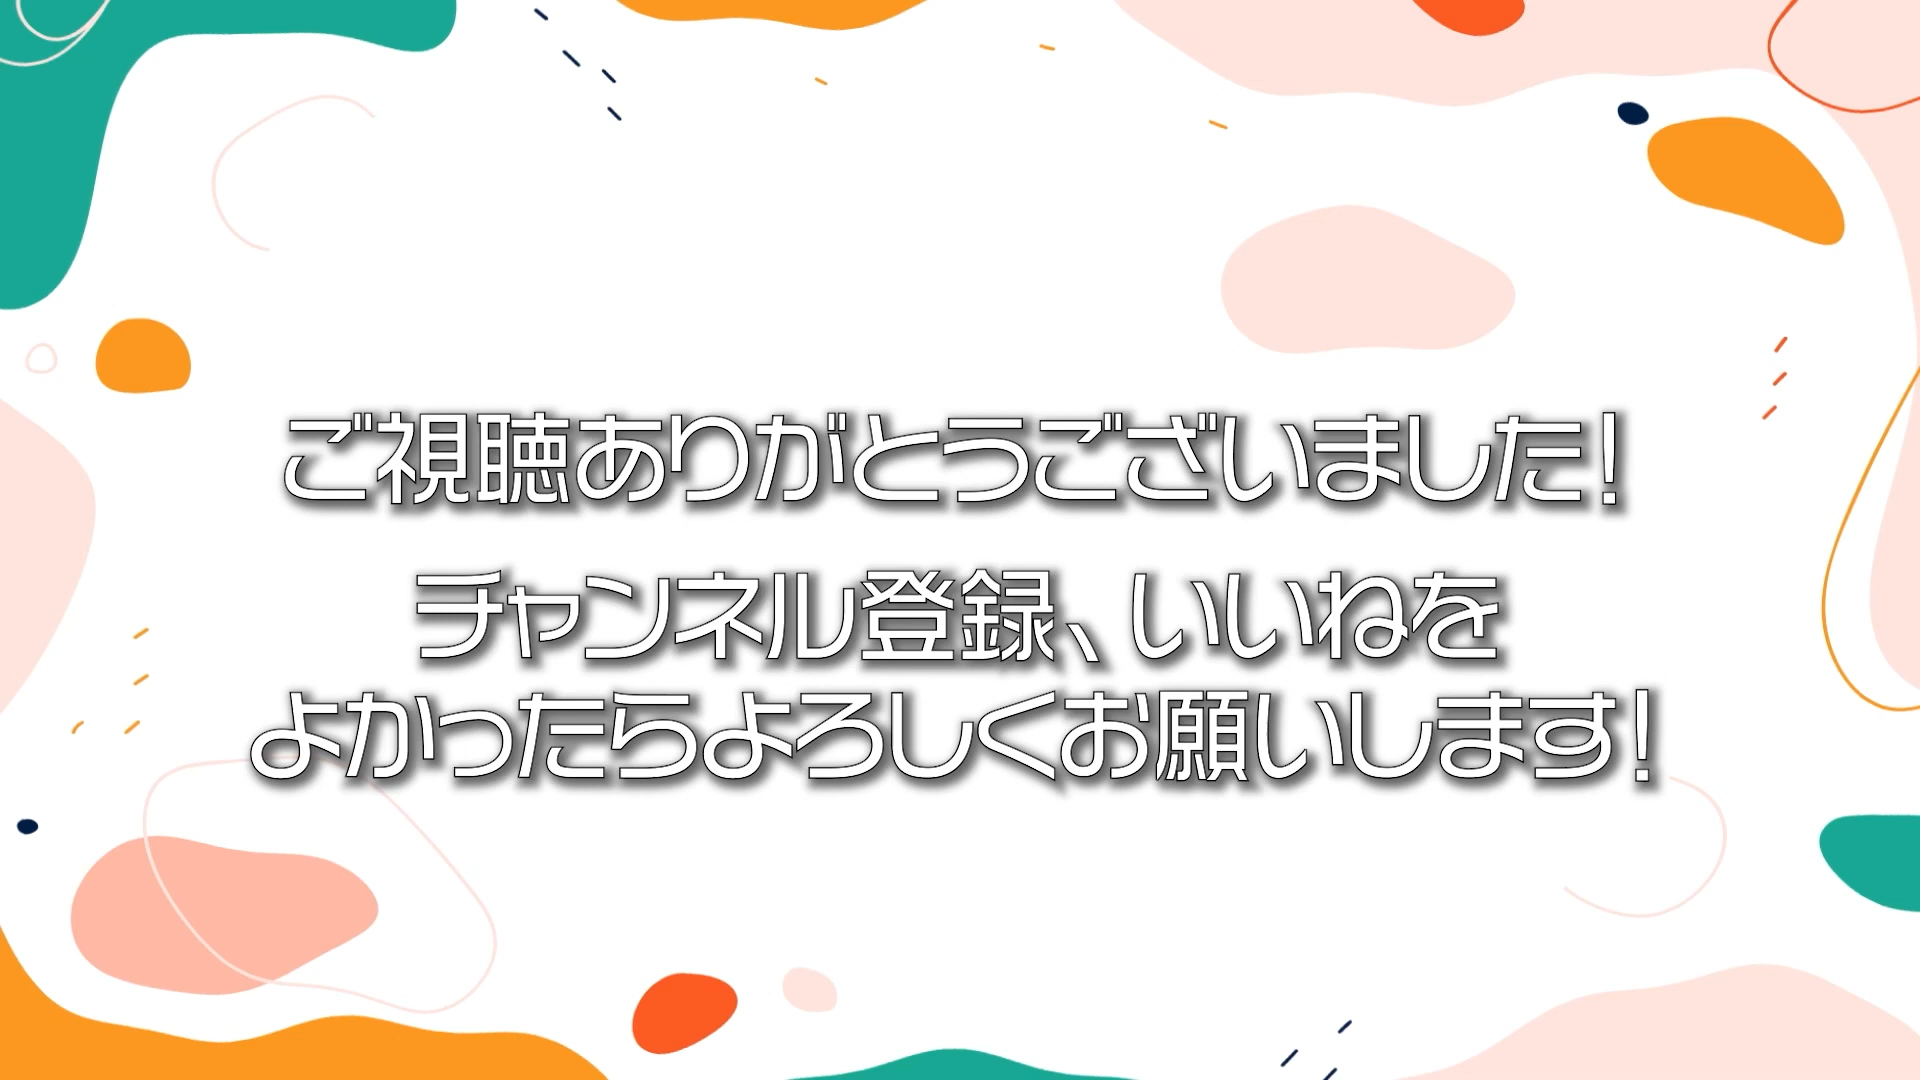 ご視聴ありがとうございました!
チャンネル登録、いいねを
よかったらよろしくお願いします!